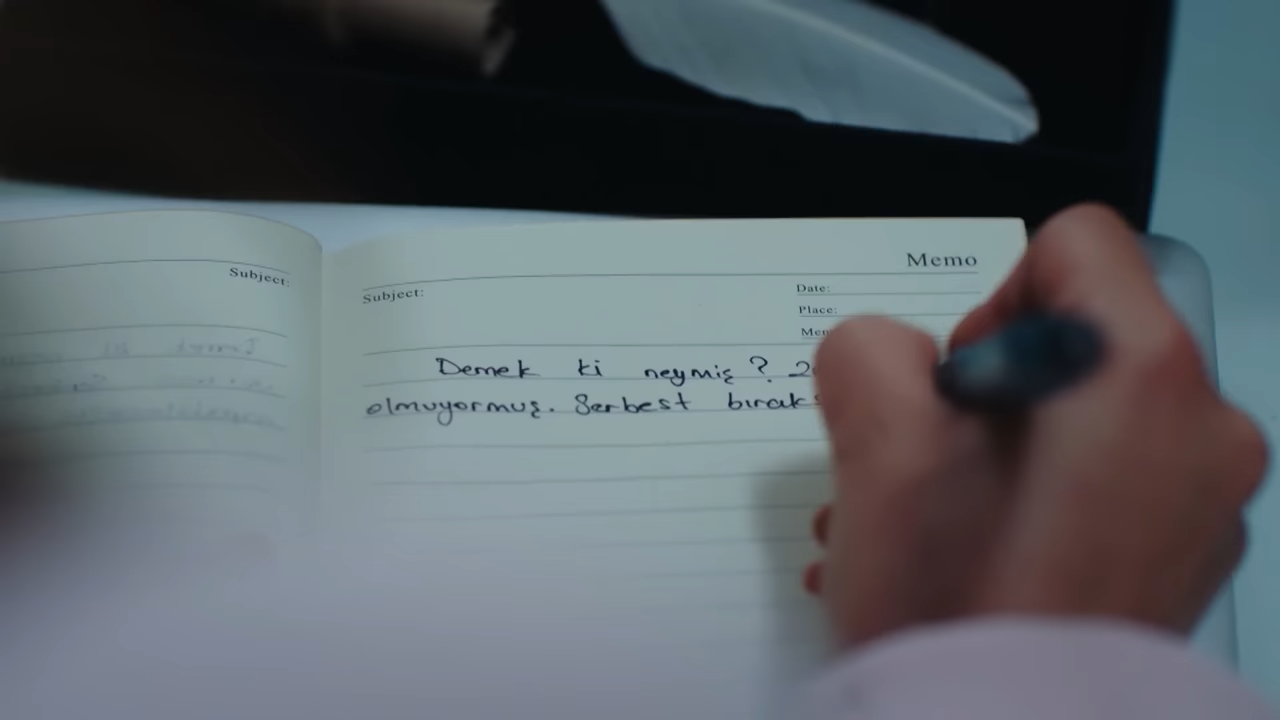 Memo
Subject:
Subject:
Date:
Place:
Demek ki neymiş?
olmuyormuş. Serbest